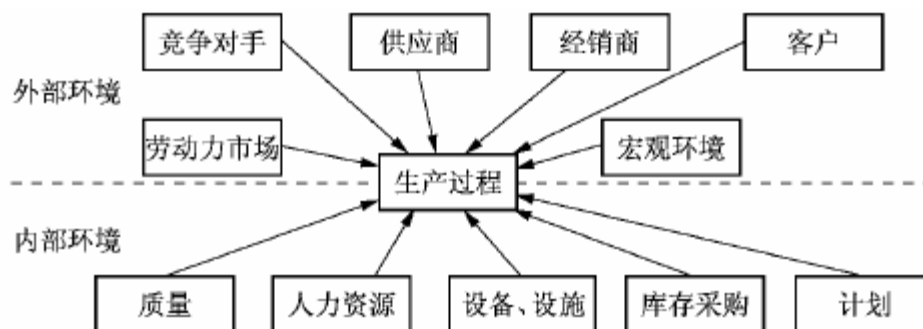 竞争对手
供应商
经销商
客户
外部环境
劳动力市场
宏观环境
生产过程
内部环境
质量
人力资源
设备、设施
库存采购
计划